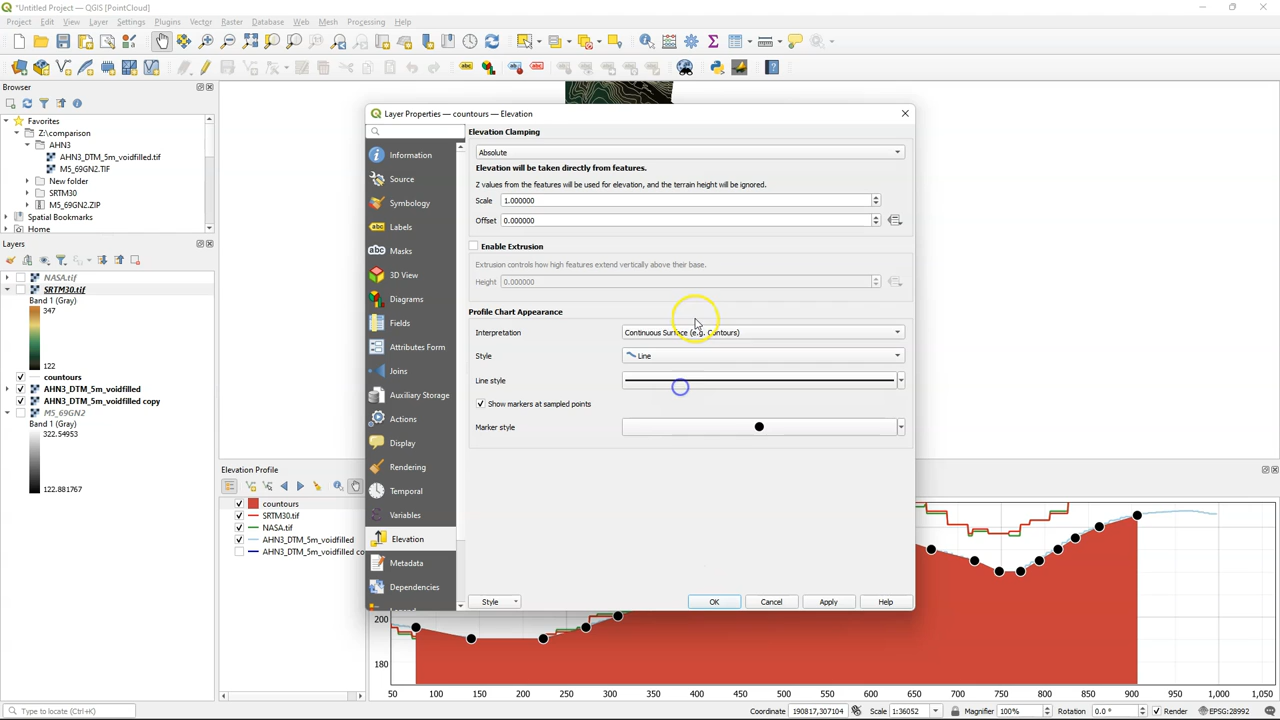 *Untitled Project — QGIS [PointCloud]
Project Edit View Layer Settings Plugins Vector Raster Database Web Mesh Processing Help
Browser
Favorites
Z:\comparison
AHN3
AHN3_DTM_5m_voidfilled.tif
M5_69GN2.TIF
New folder
SRTM30
M5_69GN2.ZIP
Spatial Bookmarks
Home
Layers
NASA.tif
SRTM30.tif
Band 1 (Gray)
347
122
countours
AHN3_DTM_5m_voidfilled
AHN3_DTM_5m_voidfilled copy
M5_69GN2
Band 1 (Gray)
322.54953
122.881767
Layer Properties — countours — Elevation
Information
Source
Symbology
Labels
Masks
3D View
Diagrams
Fields
Attributes Form
Joins
Auxiliary Storage
Actions
Display
Rendering
Temporal
Variables
Elevation
Metadata
Dependencies
Elevation Clamping
Absolute
Elevation will be taken directly from features.
Z values from the features will be used for elevation, and the terrain height will be ignored.
Scale 1.000000
Offset 0.000000
Enable Extrusion
Extrusion controls how high features extend vertically above their base.
Height 0.000000
Profile Chart Appearance
Interpretation Continuous Surface (e.g. Contours)
Style Line
Line style
Show markers at sampled points
Marker style
Style OK Cancel Apply Help
Elevation Profile
countours
SRTM30.tif
NASA.tif
AHN3_DTM_5m_voidfilled
AHN3_DTM_5m_voidfilled co
200
180
50 100 150 200 250 300 350 400 450 500 550 600 650 700 750 800 850 900 950 1,000 1,050
Type to locate (Ctrl+K) Coordinate 190817,307104 Scale 1:36052 Magnifier 100% Rotation 0.0 ° Render EPSG:28992